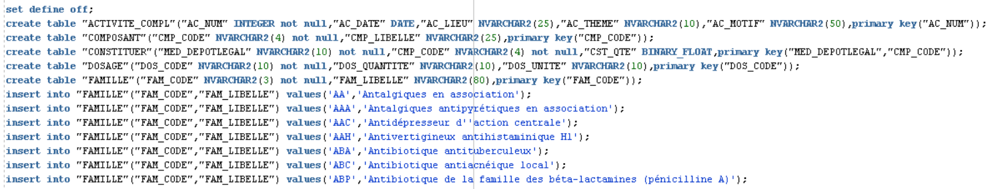 set define off;
create table "ACTIVITE_COMPL"("AC_NUM" INTEGER not null,"AC_DATE" DATE,"AC_LIEU" NVARCHAR2(25),"AC_THEME" NVARCHAR2(10),"AC_MOTIF" NVARCHAR2(50),primary key("AC_NUM"));
create table "COMPOSANT"("CMP_CODE" NVARCHAR2(4) not null,"CMP_LIBELLE" NVARCHAR2(25),primary key("CMP_CODE"));
create table "CONSTITUER"("MED_DEPOTLEGAL" NVARCHAR2(10) not null,"CMP_CODE" NVARCHAR2(4) not null,"CST_QTE" BINARY_FLOAT,primary key("MED_DEPOTLEGAL","CMP_CODE"));
create table "DOSAGE"("DOS_CODE" NVARCHAR2(10) not null,"DOS_QUANTITE" NVARCHAR2(10),"DOS_UNITE" NVARCHAR2(10),primary key("DOS_CODE"));
create table "FAMILLE"("FAM_CODE" NVARCHAR2(3) not null,"FAM_LIBELLE" NVARCHAR2(80),primary key("FAM_CODE"));
insert into "FAMILLE"("FAM_CODE","FAM_LIBELLE") values('AA','Antalgiques en association');
insert into "FAMILLE"("FAM_CODE","FAM_LIBELLE") values('AAA','Antalgiques antipyrétiques en association');
insert into "FAMILLE"("FAM_CODE","FAM_LIBELLE") values('AAC','Antidépresseur d''action centrale');
insert into "FAMILLE"("FAM_CODE","FAM_LIBELLE") values('AAH','Antivertigineux antihistaminique H1');
insert into "FAMILLE"("FAM_CODE","FAM_LIBELLE") values('ABA','Antibiotique antituberculeux');
insert into "FAMILLE"("FAM_CODE","FAM_LIBELLE") values('ABC','Antibiotique antiacnéique local');
insert into "FAMILLE"("FAM_CODE","FAM_LIBELLE") values('ABP','Antibiotique de la famille des béta-lactamines (pénicilline A)');